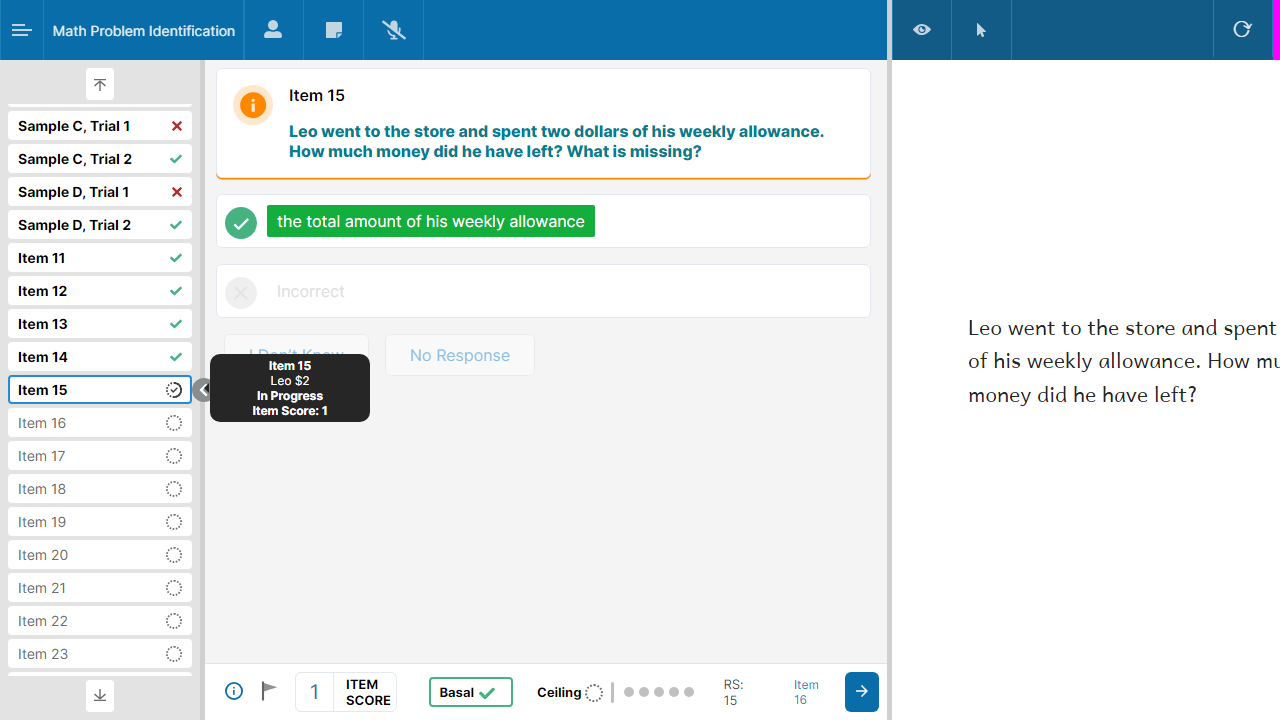 Math Problem Identification
Sample C, Trial 1
Sample C, Trial 2
Sample D, Trial 1
Sample D, Trial 2
Item 11
Item 12
Item 13
Item 14
Item 15
Item 16
Item 17
Item 18
Item 19
Item 20
Item 21
Item 22
Item 23
Item 15
Leo went to the store and spent two dollars of his weekly allowance.
How much money did he have left? What is missing?
the total amount of his weekly allowance
Incorrect
I Don't Know
No Response
Item 15
Leo $2
In Progress
Item Score: 1
1
ITEM
SCORE
Basal
Ceiling
RS:
15
Item
16
Leo went to the store and spent
of his weekly allowance. How mu
money did he have left?